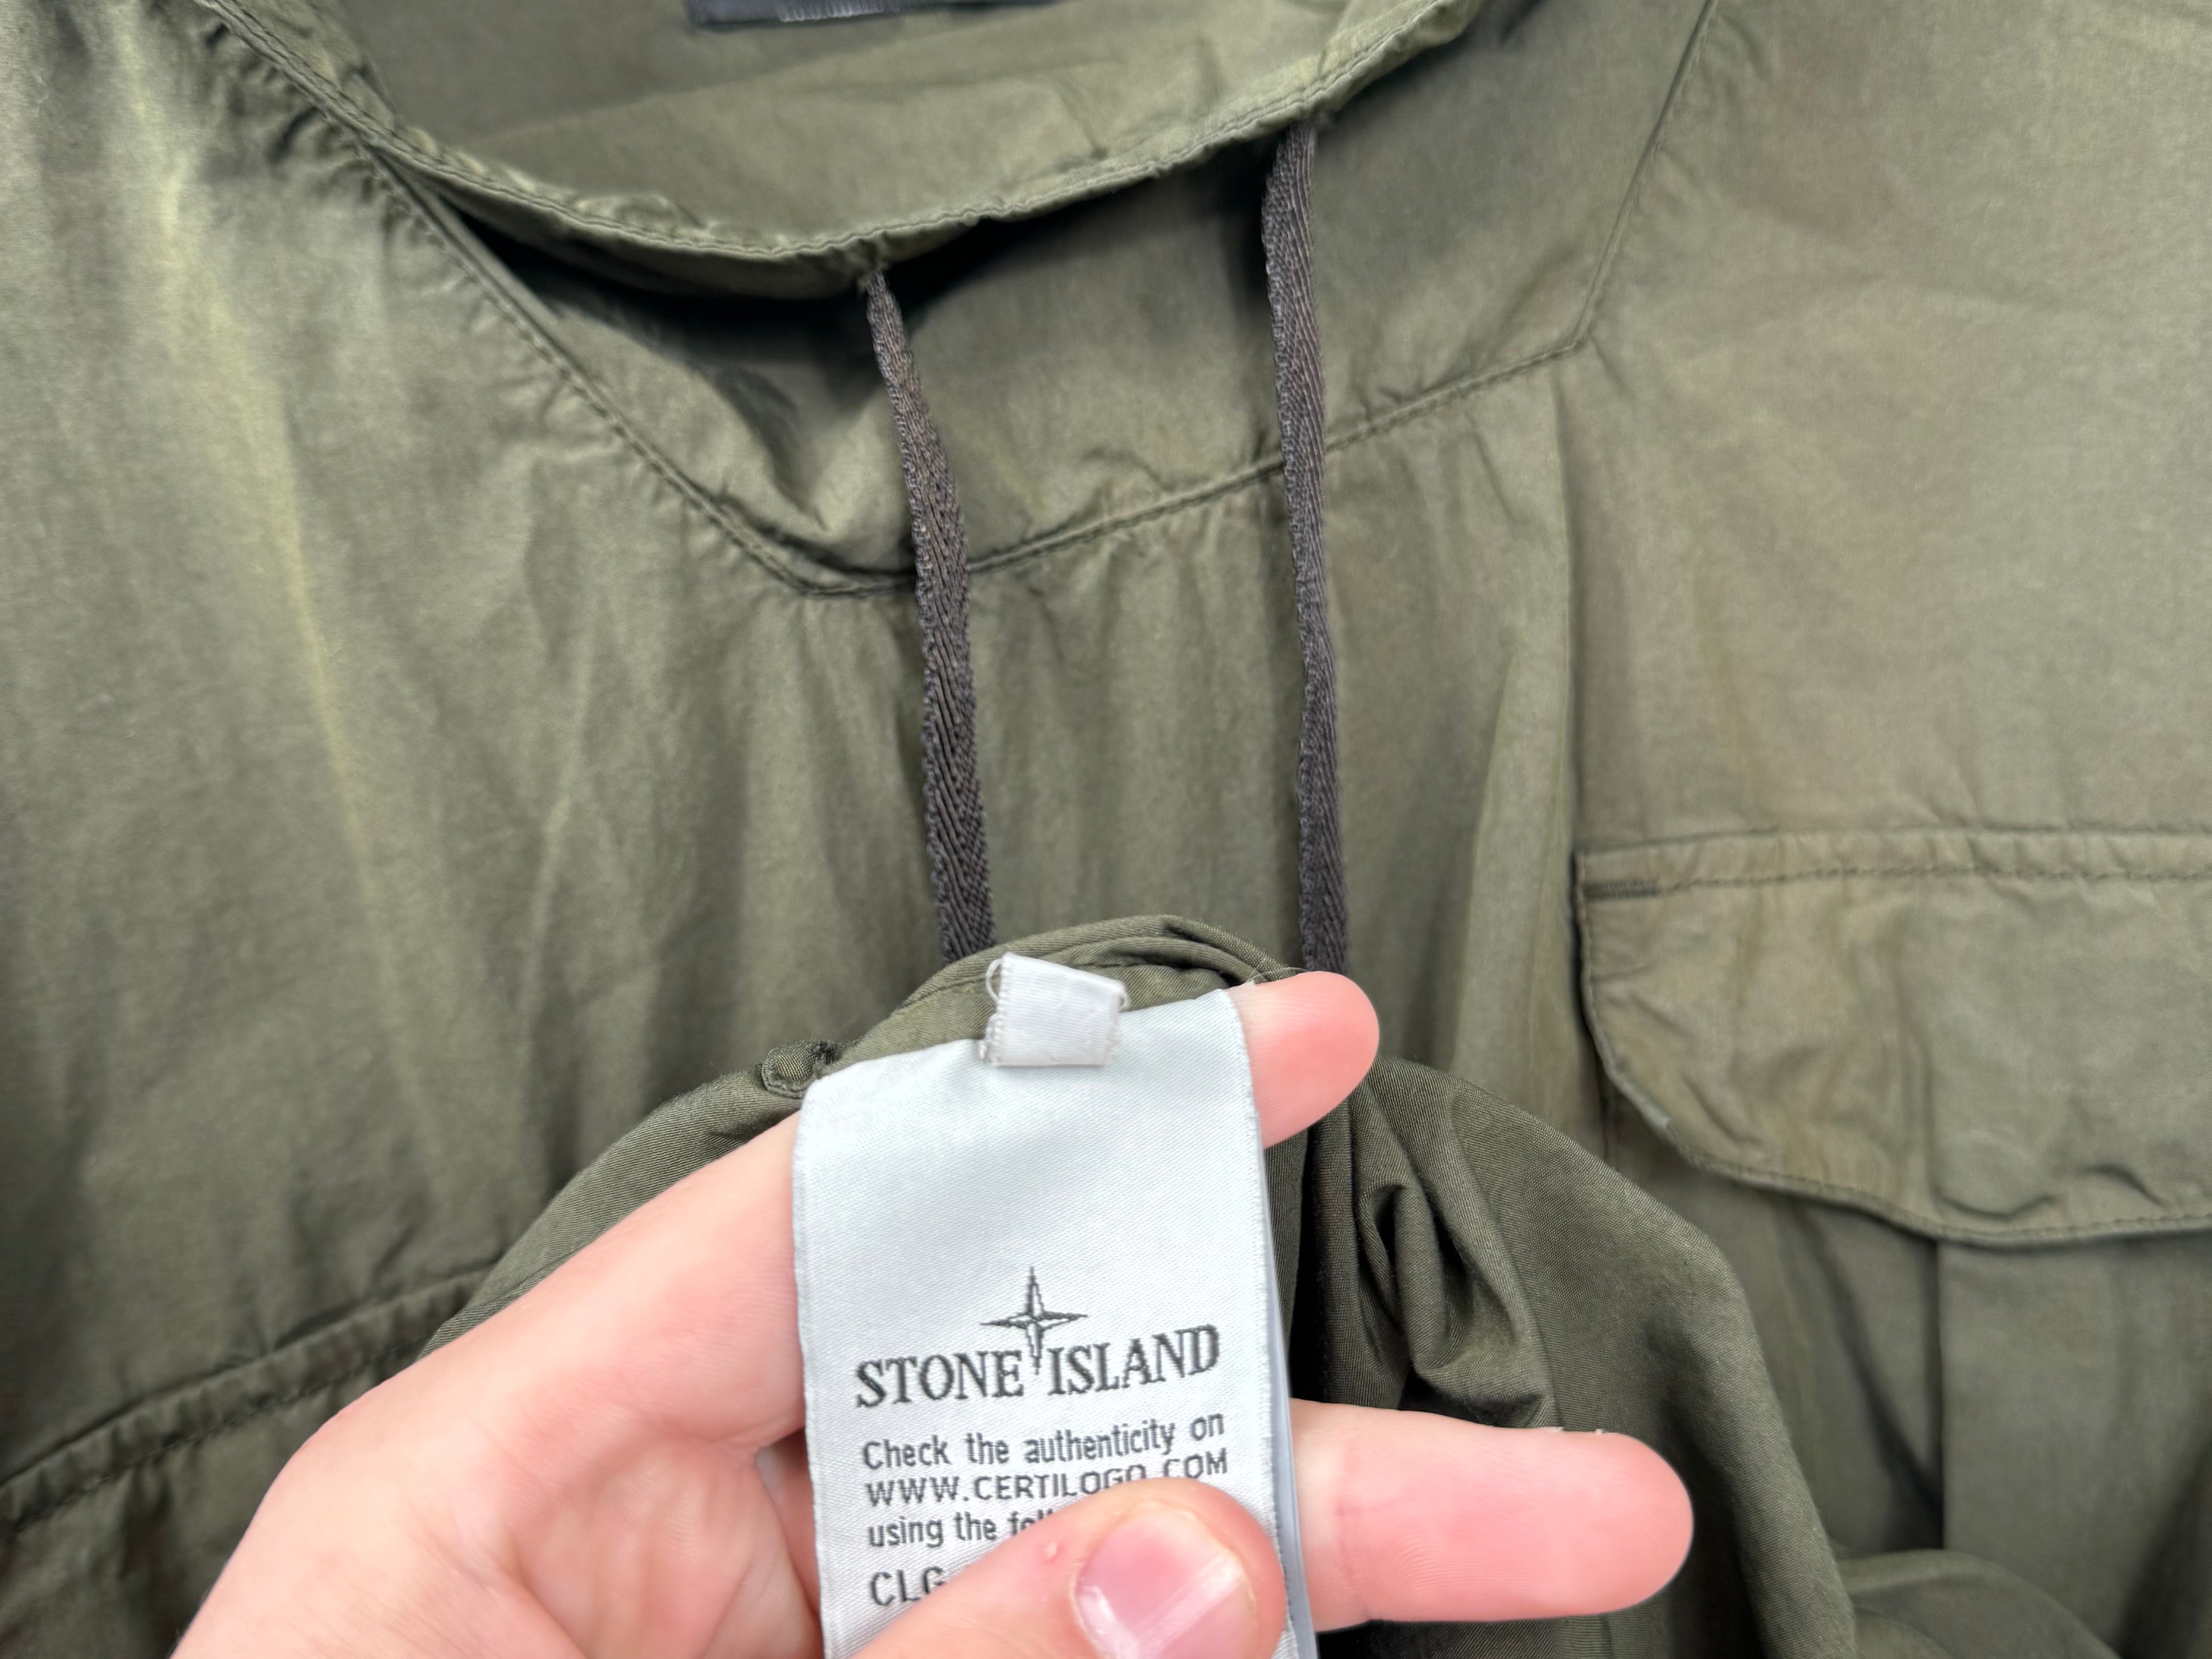 STONE ISLAND
Check the authenticity on
WWW.CERTILOGO.COM
using the
CLG